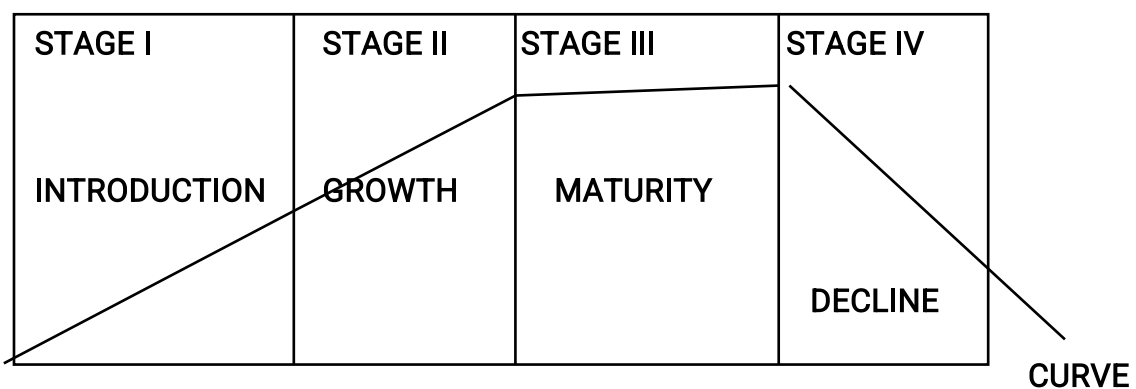 STAGE I
STAGE II
STAGE III
STAGE IV
INTRODUCTION
GROWTH
MATURITY
DECLINE
CURVE